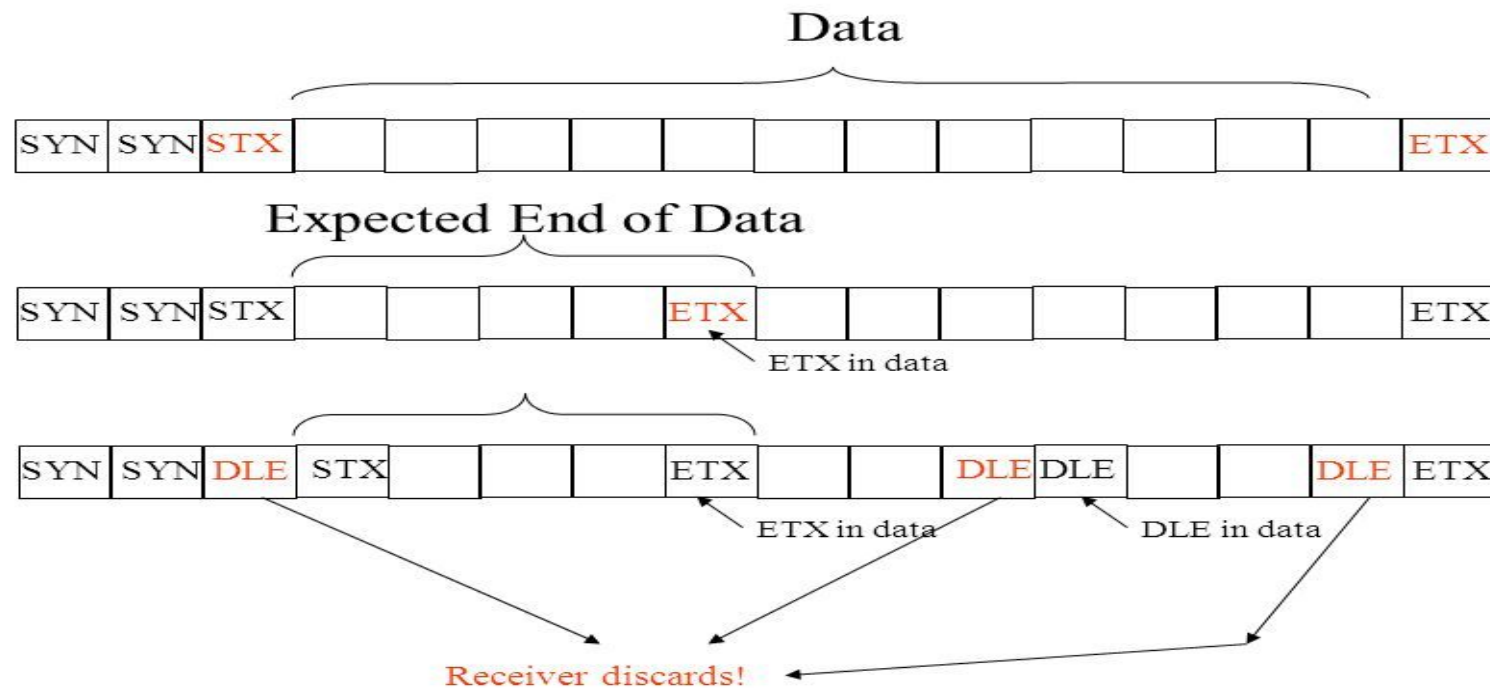 Data
SYN SYN STX ETX
Expected End of Data
SYN SYN STX ETX ETX
ETX in data
SYN SYN DLE STX ETX DLE DLE DLE ETX
ETX in data DLE in data
Receiver discards!